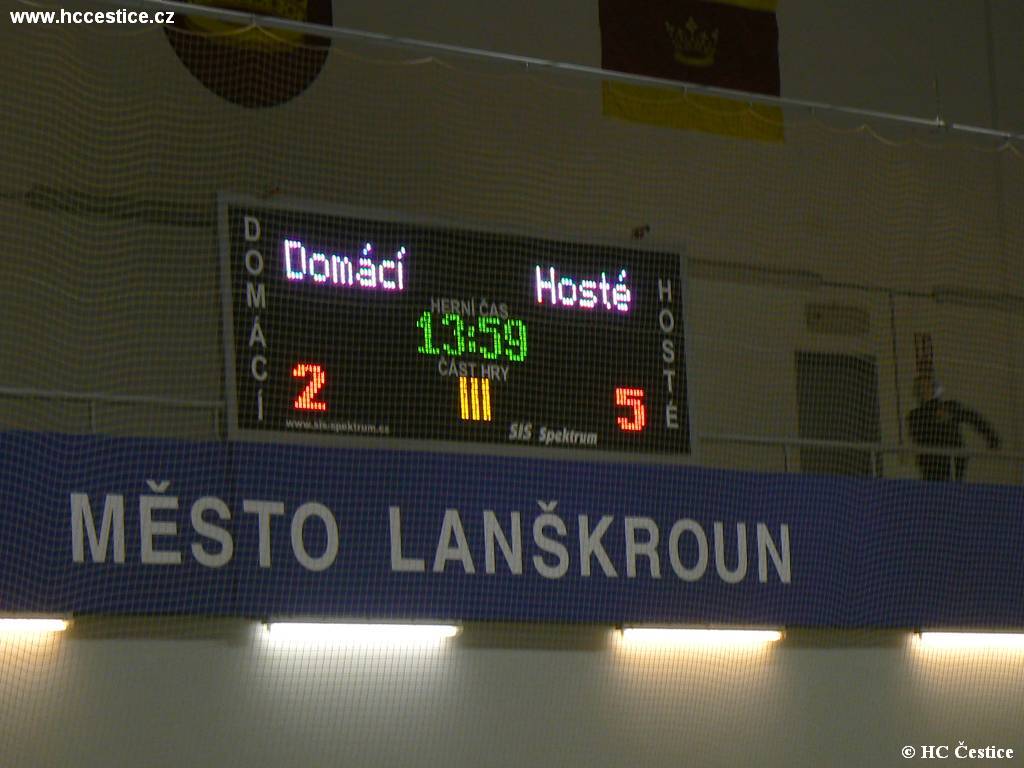 www.hccestice.cz
DOMÁCÍ
Domácí
Hosté
HOSTÉ
HERNÍ ČAS
13:59
ČÁST HRY
2
III
5
www.sis-spektrum.cz
SIS Spektrum
MĚSTO LANŠKROUN
© HC Čestice